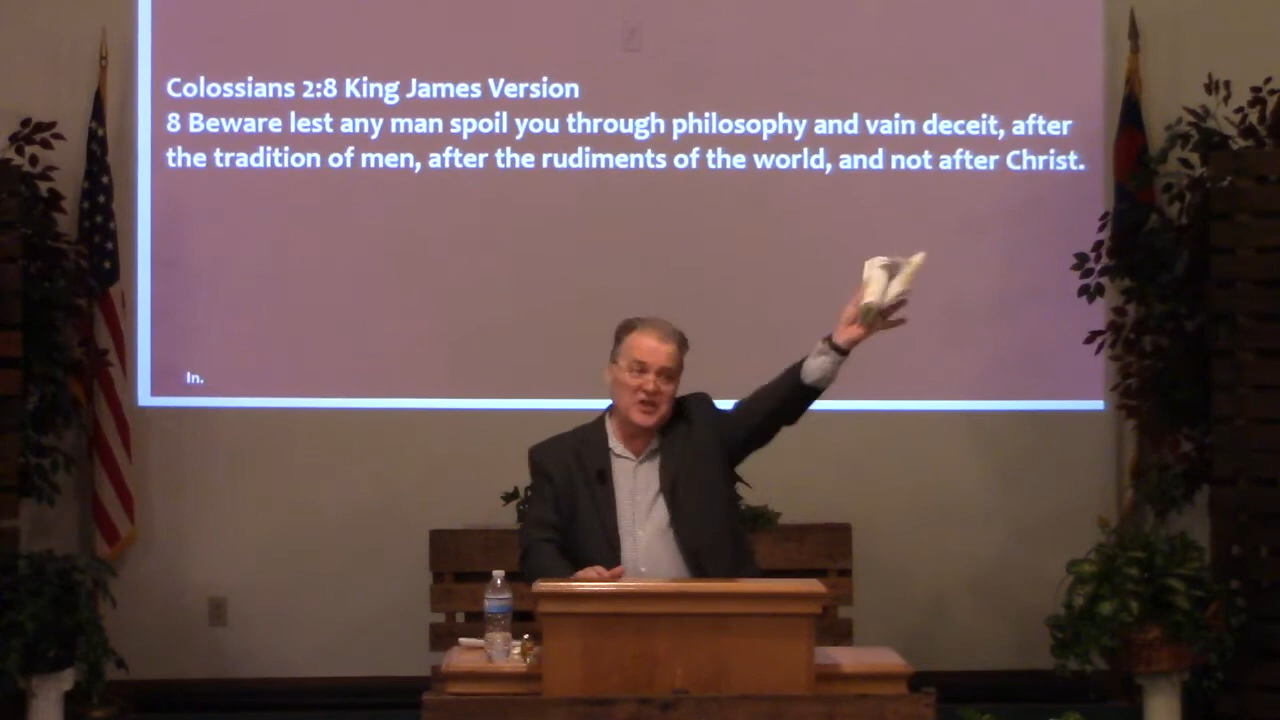 Colossians 2:8 King James Version
8 Beware lest any man spoil you through philosophy and vain deceit, after
the tradition of men, after the rudiments of the world, and not after Christ.
In.